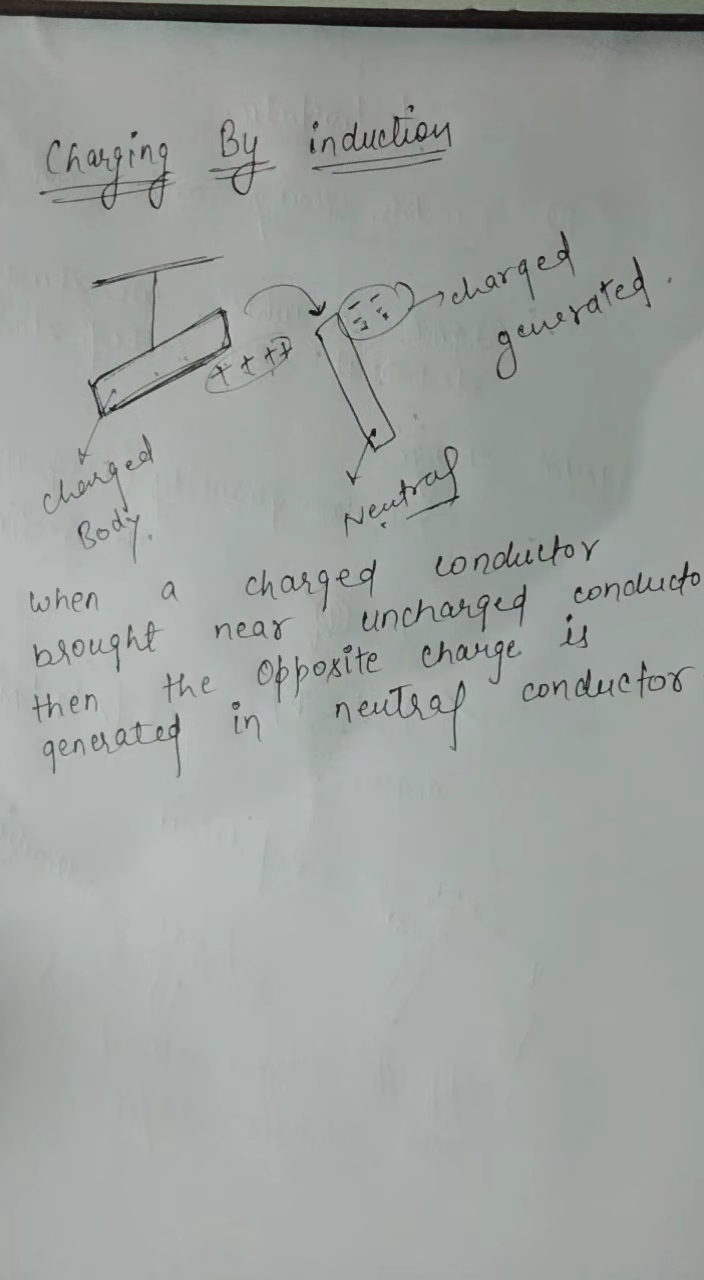 Charging By induction
+ + + +
charged
generated.
charged
Body.
Neutral
when a charged conductor
brought near uncharged conducto
then the opposite charge is
generated in neutral conductor